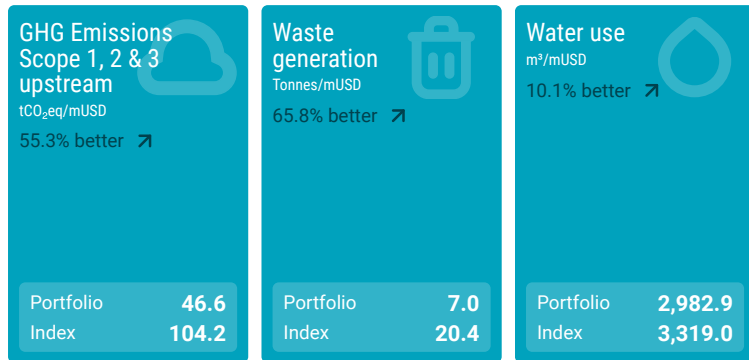 GHG Emissions
Scope 1, 2 & 3
upstream
tCO₂eq/mUSD
55.3% better
Portfolio 46.6
Index 104.2
Waste
generation
Tonnes/mUSD
65.8% better
Portfolio 7.0
Index 20.4
Water use
m³/mUSD
10.1% better
Portfolio 2,982.9
Index 3,319.0